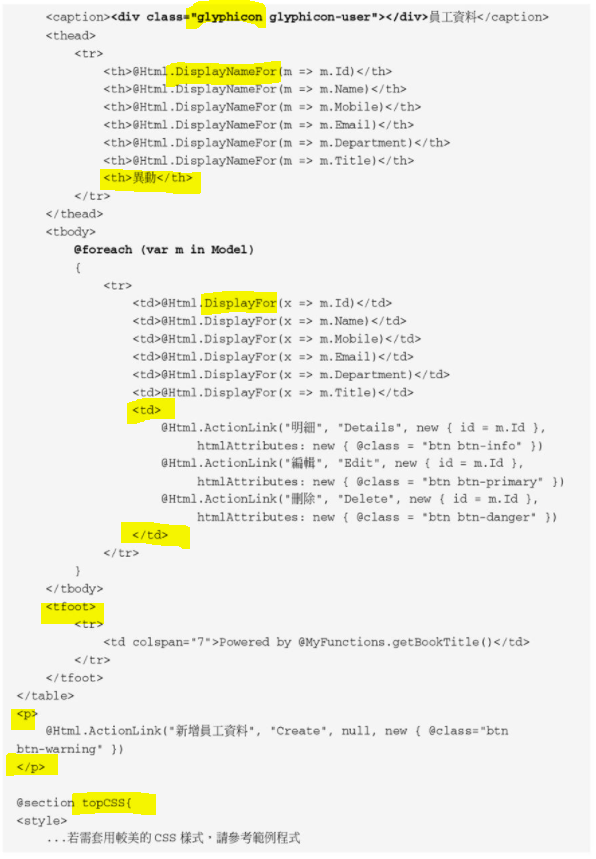 <caption><div class="glyphicon glyphicon-user"></div>員工資料</caption>
<thead>
<tr>
<th>@Html.DisplayNameFor(m => m.Id)</th>
<th>@Html.DisplayNameFor(m => m.Name)</th>
<th>@Html.DisplayNameFor(m => m.Mobile)</th>
<th>@Html.DisplayNameFor(m => m.Email)</th>
<th>@Html.DisplayNameFor(m => m.Department)</th>
<th>@Html.DisplayNameFor(m => m.Title)</th>
<th>異動</th>
</tr>
</thead>
<tbody>
@foreach (var m in Model)
{
<tr>
<td>@Html.DisplayFor(x => m.Id)</td>
<td>@Html.DisplayFor(x => m.Name)</td>
<td>@Html.DisplayFor(x => m.Mobile)</td>
<td>@Html.DisplayFor(x => m.Email)</td>
<td>@Html.DisplayFor(x => m.Department)</td>
<td>@Html.DisplayFor(x => m.Title)</td>
<td>
@Html.ActionLink("明細", "Details", new { id = m.Id },
htmlAttributes: new { @class = "btn btn-info" })
@Html.ActionLink("編輯", "Edit", new { id = m.Id },
htmlAttributes: new { @class = "btn btn-primary" })
@Html.ActionLink("刪除", "Delete", new { id = m.Id },
htmlAttributes: new { @class = "btn btn-danger" })
</td>
</tr>
}
</tbody>
<tfoot>
<tr>
<td colspan="7">Powered by @MyFunctions.getBookTitle()</td>
</tr>
</tfoot>
</table>
<p>
@Html.ActionLink("新增員工資料", "Create", null, new { @class="btn
btn-warning" })
</p>
@section topCSS{
<style>
...若需套用較美的 CSS 樣式，請參考範例程式